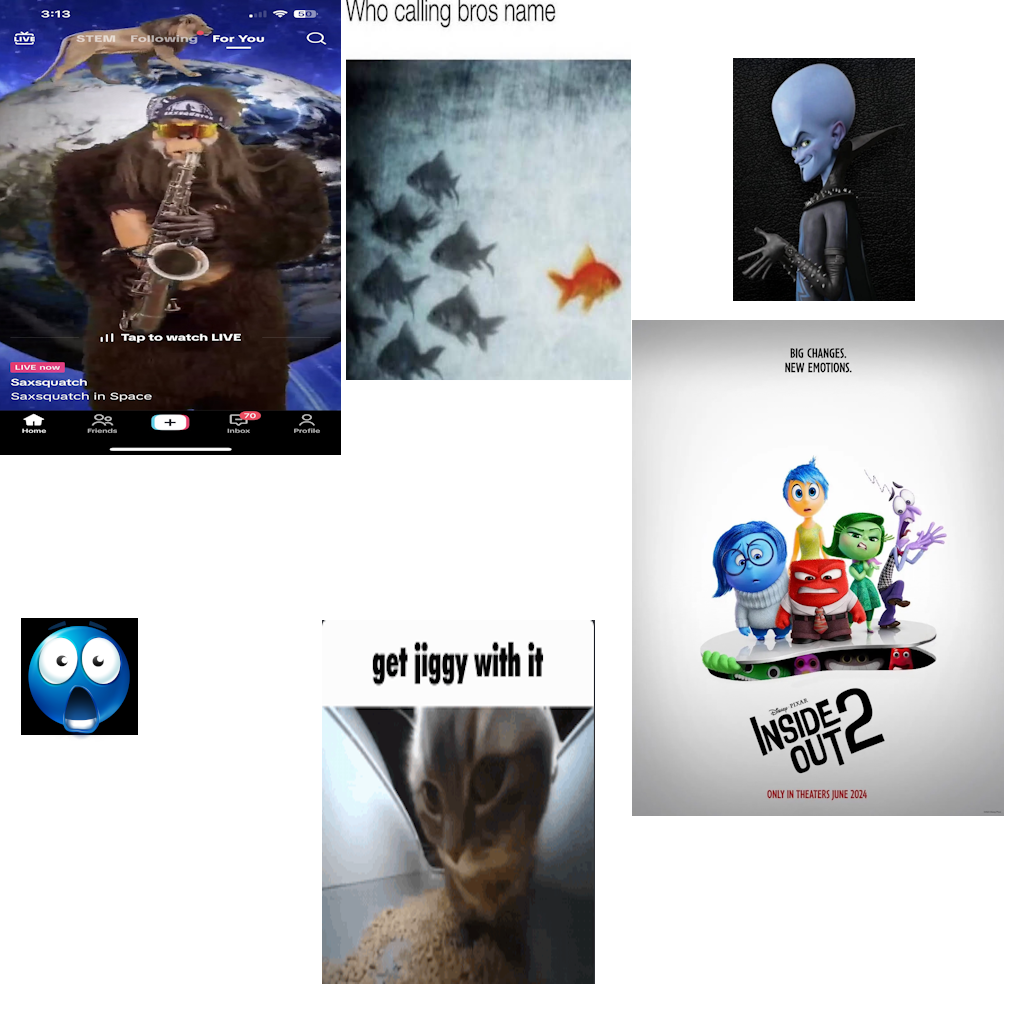 3:13
50
LIVE
STEM Following For You
Tap to watch LIVE
LIVE now
Saxsquatch
Saxsquatch in Space
70
Home Friends Inbox Profile
Who calling bros name
BIG CHANGES.
NEW EMOTIONS.
Disney PIXAR
INSIDE
OUT 2
ONLY IN THEATERS JUNE 2024
get jiggy with it